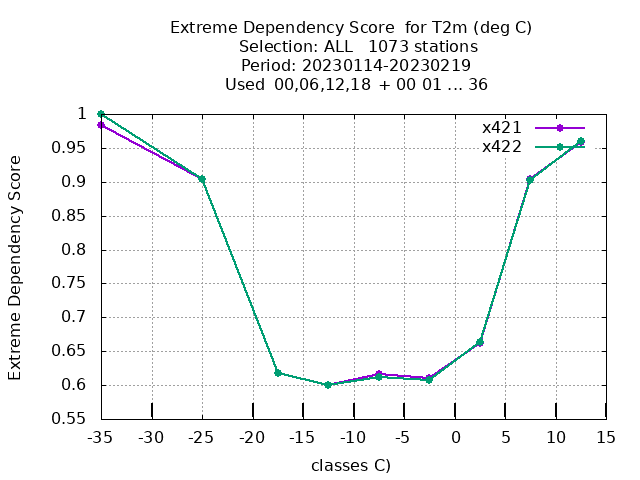 Extreme Dependency Score  for T2m (deg C)
Selection: ALL   1073 stations
Period: 20230114-20230219
Used  00,06,12,18  + 00 01 ... 36
x421
x422
1
0.95
0.9
0.85
0.8
0.75
0.7
0.65
0.6
0.55
Extreme Dependency Score
-35 -30 -25 -20 -15 -10 -5 0 5 10 15
classes C)